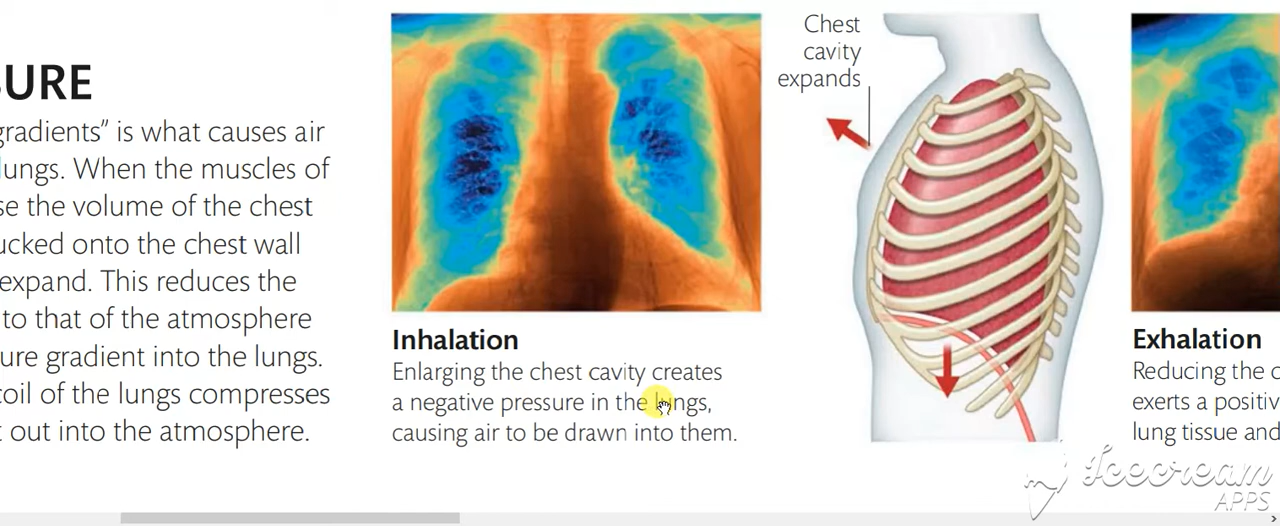 SURE
gradients” is what causes air
lungs. When the muscles of
se the volume of the chest
ucked onto the chest wall
expand. This reduces the
to that of the atmosphere
ure gradient into the lungs.
coil of the lungs compresses
t out into the atmosphere.
Inhalation
Enlarging the chest cavity creates
a negative pressure in the lungs,
causing air to be drawn into them.
Chest
cavity
expands
Exhalation
Reducing the c
exerts a positiv
lung tissue and
Icecream
APPS